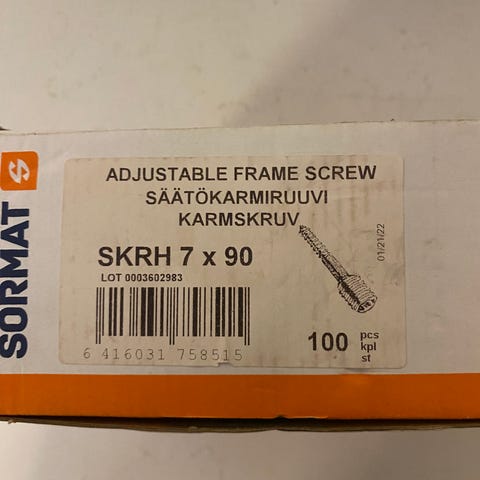 SORMAT
ADJUSTABLE FRAME SCREW
SÄÄTÖKARMIRUUVI
KARMSKRUV
SKRH 7 x 90
LOT 0003602983
01/21/22
6 416031 758515
100 pcs
kpl
st